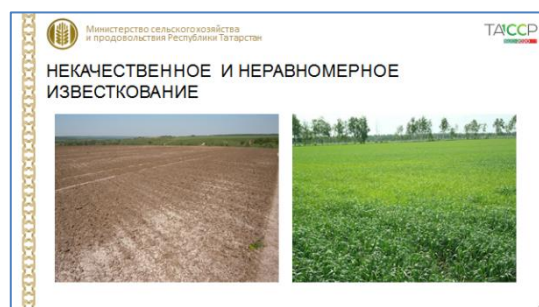 Министерство сельского хозяйства
и продовольствия Республики Татарстан
ТАССР
НЕКАЧЕСТВЕННОЕ И НЕРАВНОМЕРНОЕ
ИЗВЕСТКОВАНИЕ